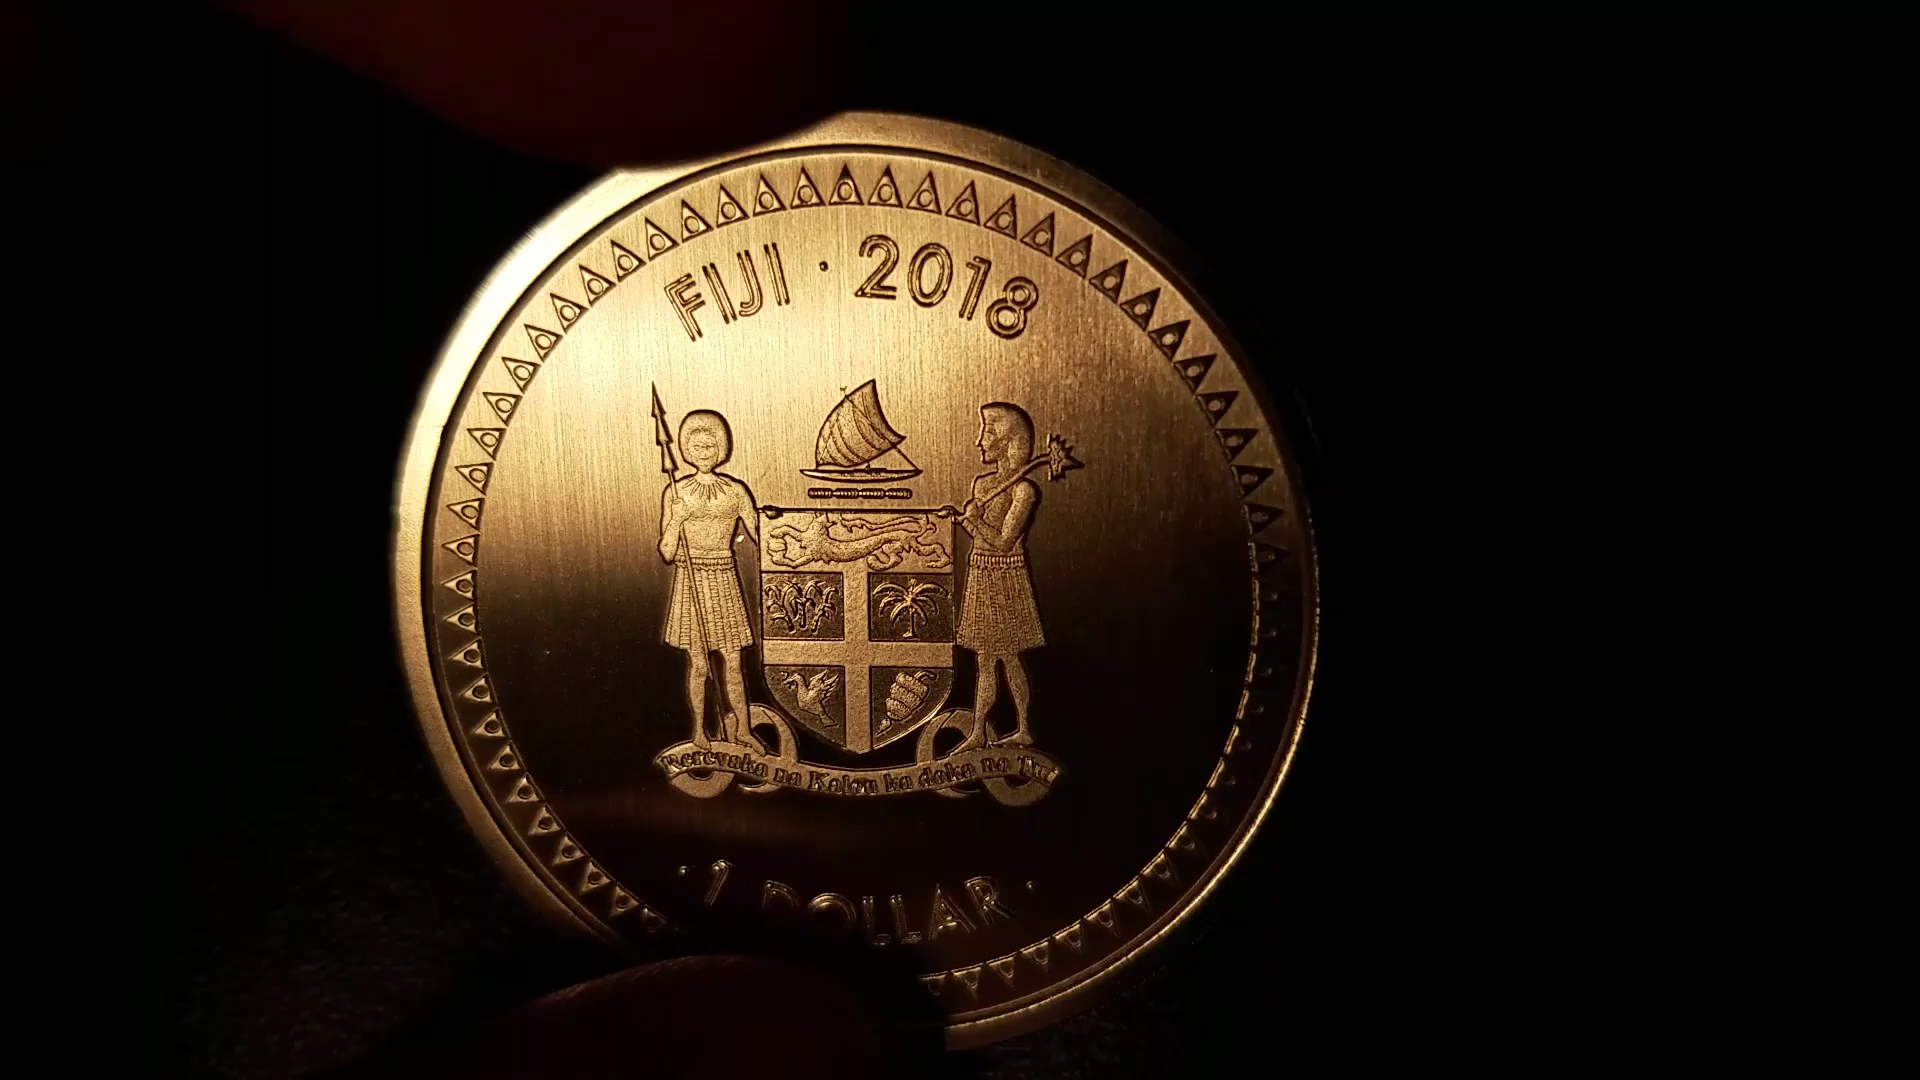 FIJI · 2018
Rerevaka na Kalou ka doka na Tui
· 1 DOLLAR ·